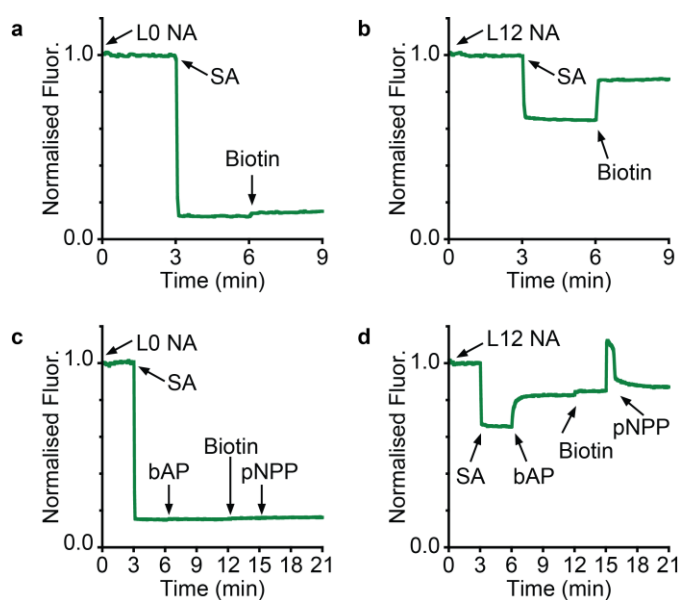 a
Normalised Fluor.
1.0
0.0
L0 NA
SA
Biotin
0 3 6 9
Time (min)
b
Normalised Fluor.
1.0
0.0
L12 NA
SA
Biotin
0 3 6 9
Time (min)
c
Normalised Fluor.
1.0
0.0
L0 NA
SA
Biotin
bAP pNPP
0 3 6 9 12 15 18 21
Time (min)
d
Normalised Fluor.
1.0
0.0
L12 NA
pNPP
Biotin
SA bAP
0 3 6 9 12 15 18 21
Time (min)